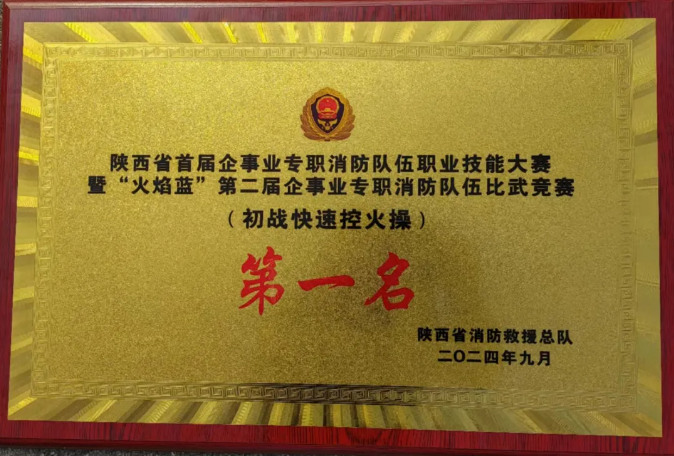 陕西省首届企事业专职消防队伍职业技能大赛
暨“火焰蓝”第二届企事业专职消防队伍比武竞赛
（初战快速控火操）
第一名
陕西省消防救援总队
二〇二四年九月